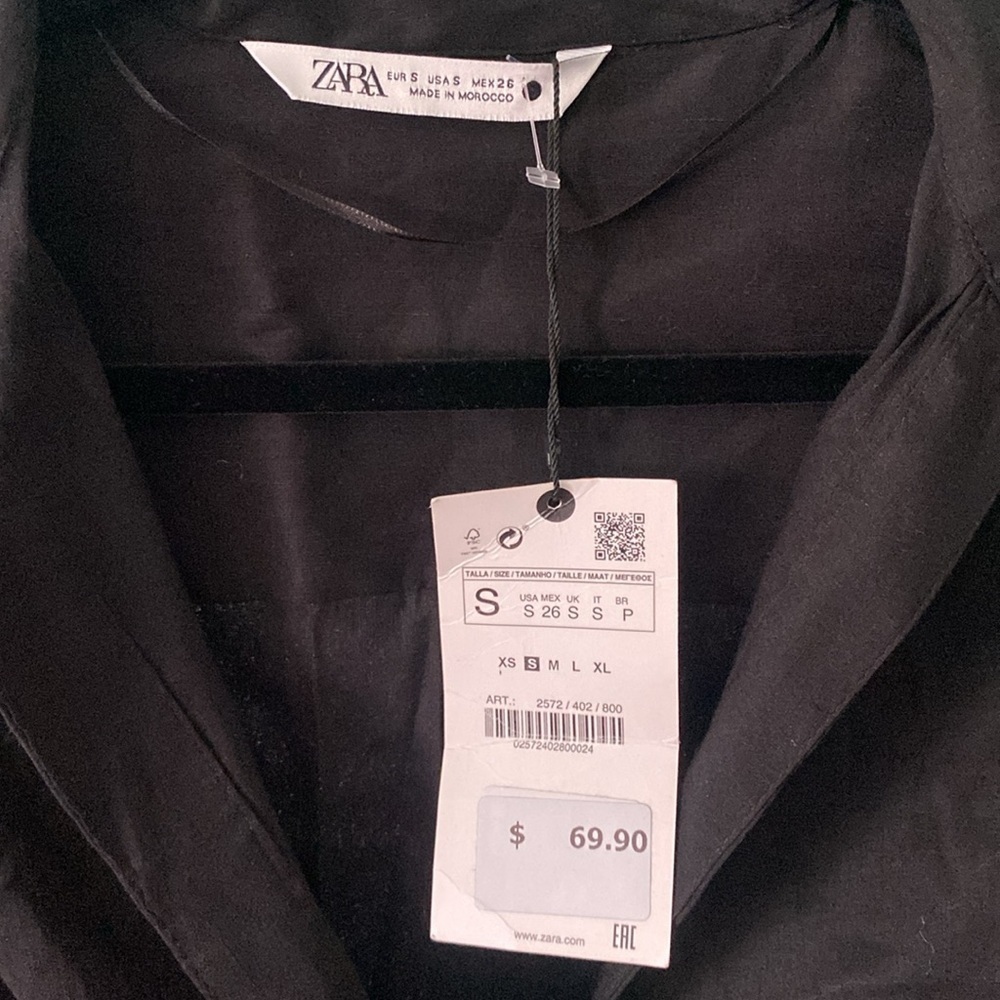 ZARA EUR S USA S MEX 26
MADE IN MOROCCO
TALLA / SIZE / TAMANHO / TAILLE / MAAT / ΜΕΓΕΘΟΣ
S USA MEX UK IT BR
S 26 S S P
XS S M L XL
ART.: 2572 / 402 / 800
02572402800024
$ 69.90
www.zara.com EAC